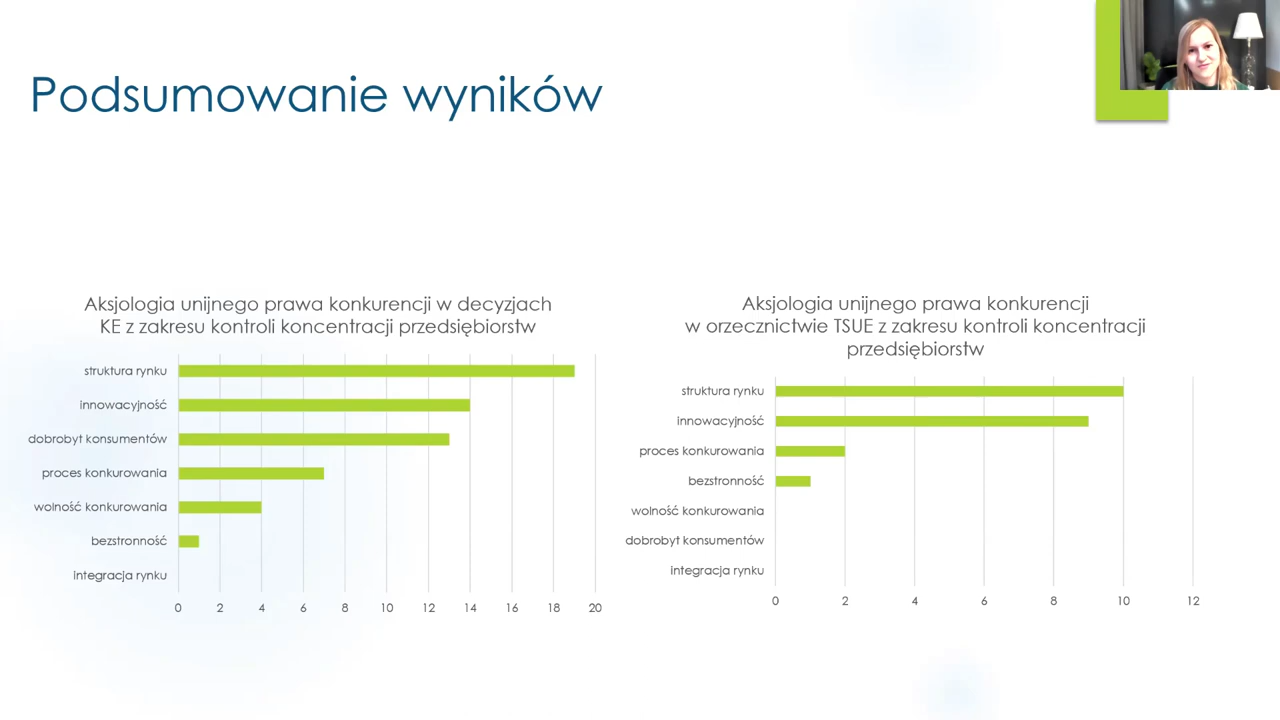 Podsumowanie wyników
Aksjologia unijnego prawa konkurencji w decyzjach
KE z zakresu kontroli koncentracji przedsiębiorstw
struktura rynku
innowacyjność
dobrobyt konsumentów
proces konkurowania
wolność konkurowania
bezstronność
integracja rynku
0 2 4 6 8 10 12 14 16 18 20
Aksjologia unijnego prawa konkurencji
w orzecznictwie TSUE z zakresu kontroli koncentracji
przedsiębiorstw
struktura rynku
innowacyjność
proces konkurowania
bezstronność
wolność konkurowania
dobrobyt konsumentów
integracja rynku
0 2 4 6 8 10 12